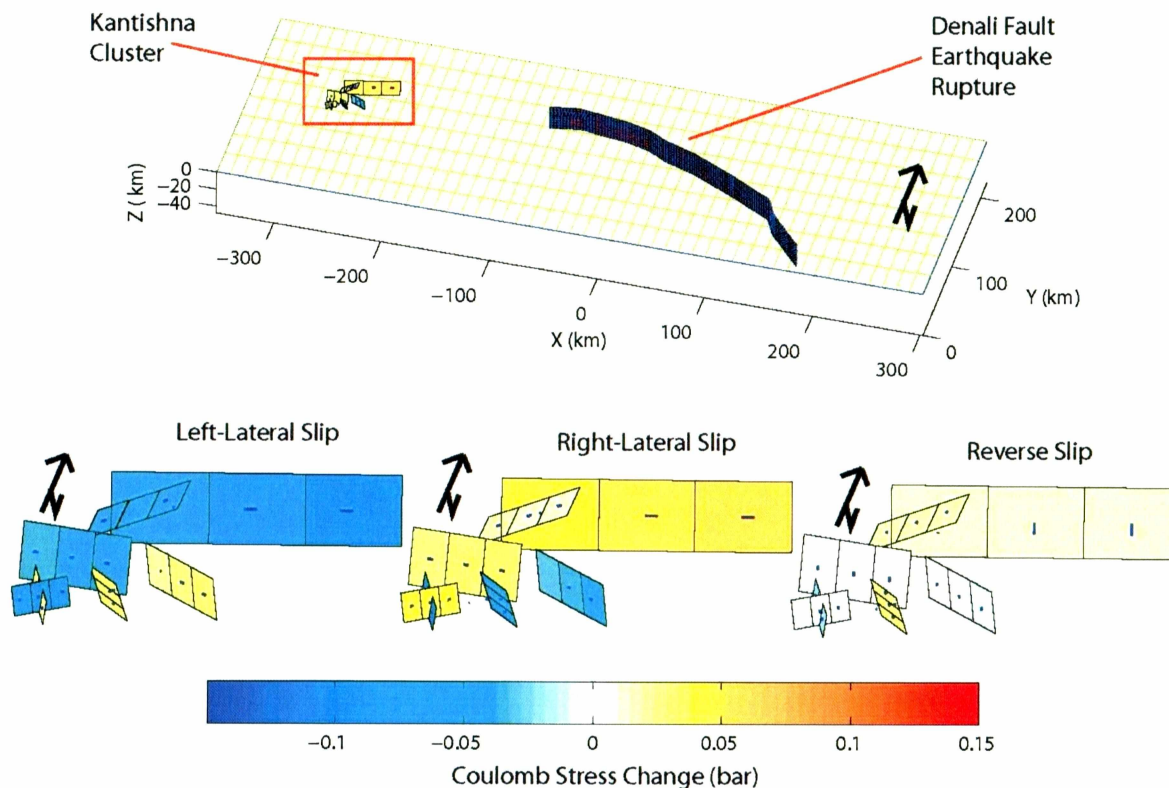 Kantishna
Cluster
Denali Fault
Earthquake
Rupture
N
Z (km)
0
−20
−40
−300
−200
−100
0
100
200
300
X (km)
0
100
200
Y (km)
Left-Lateral Slip
N
Right-Lateral Slip
N
Reverse Slip
N
−0.1
−0.05
0
0.05
0.1
0.15
Coulomb Stress Change (bar)